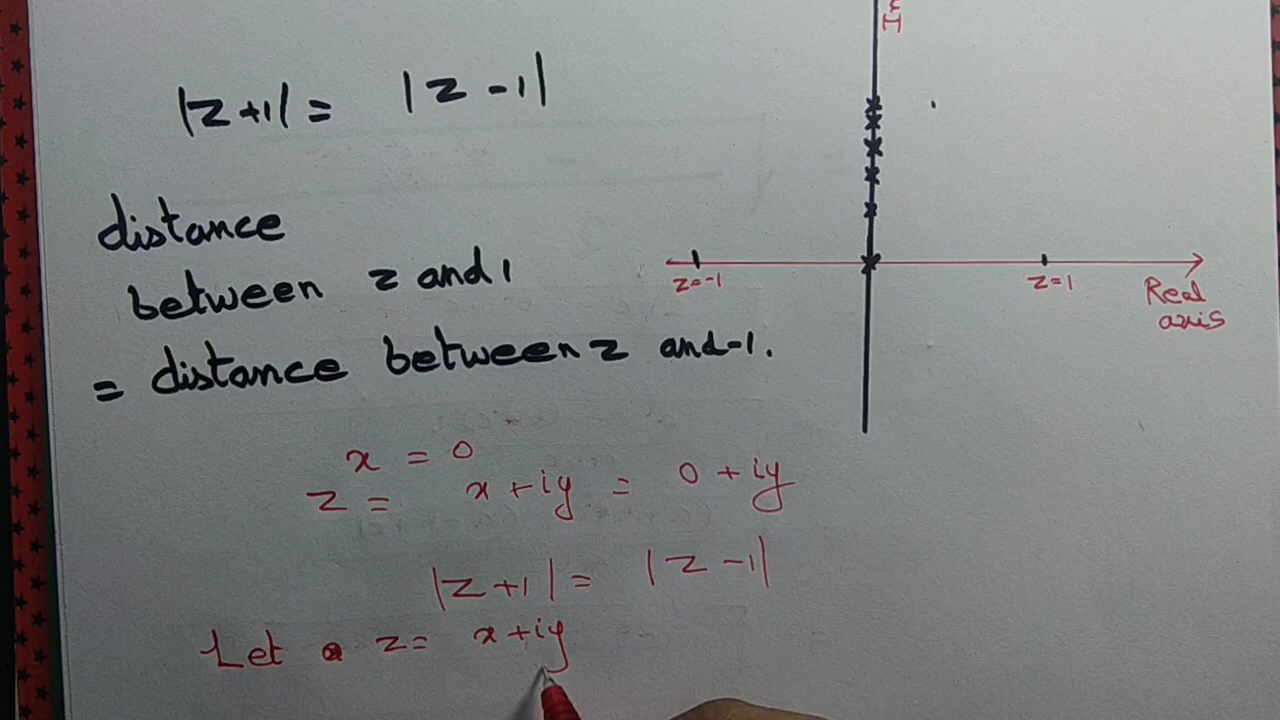 |z+1| = |z-1|
distance
between z and 1
= distance between z and -1.
x = 0
z = x+iy = 0+iy
|z+1| = |z-1|
Let z = x+iy
z=-1
z=1
Real
axis